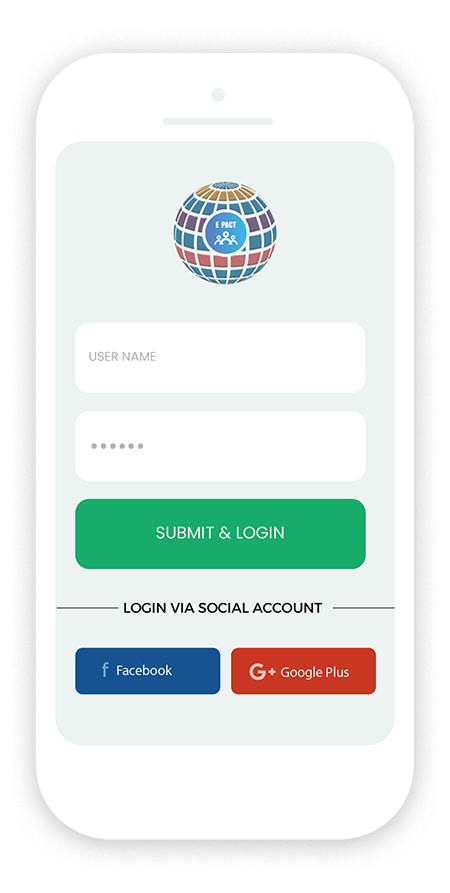 E PACT
USER NAME
••••••
SUBMIT & LOGIN
LOGIN VIA SOCIAL ACCOUNT
f Facebook
G+ Google Plus